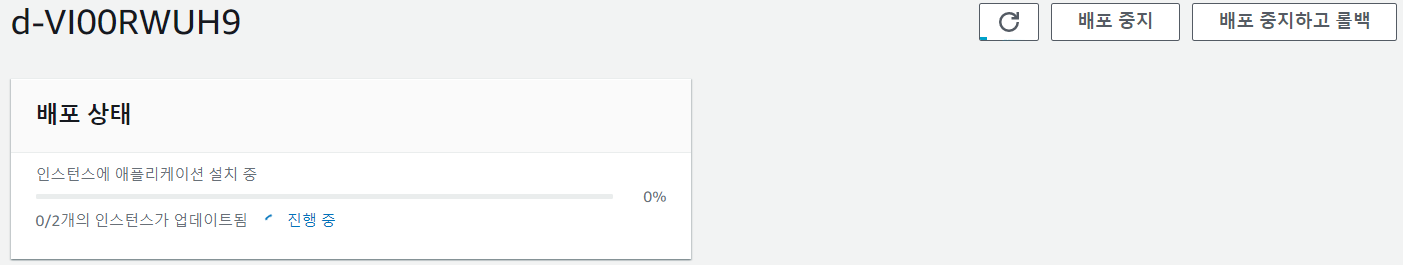 d-VI00RWUH9
배포 중지
배포 중지하고 롤백
배포 상태
인스턴스에 애플리케이션 설치 중
0%
0/2개의 인스턴스가 업데이트됨 진행 중